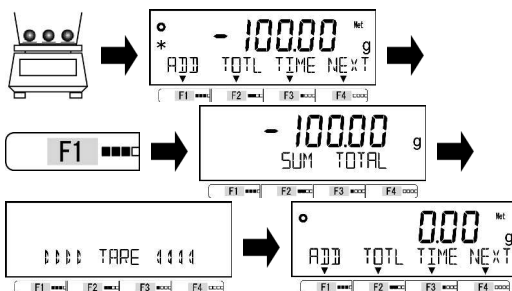 - 100.00 Net g
*
ADD TOTL TIME NEXT
F1 F2 F3 F4
F1
- 100.00 g
SUM TOTAL
F1 F2 F3 F4
TARE
F1 F2 F3 F4
0.00 Net g
ADD TOTL TIME NEXT
F1 F2 F3 F4